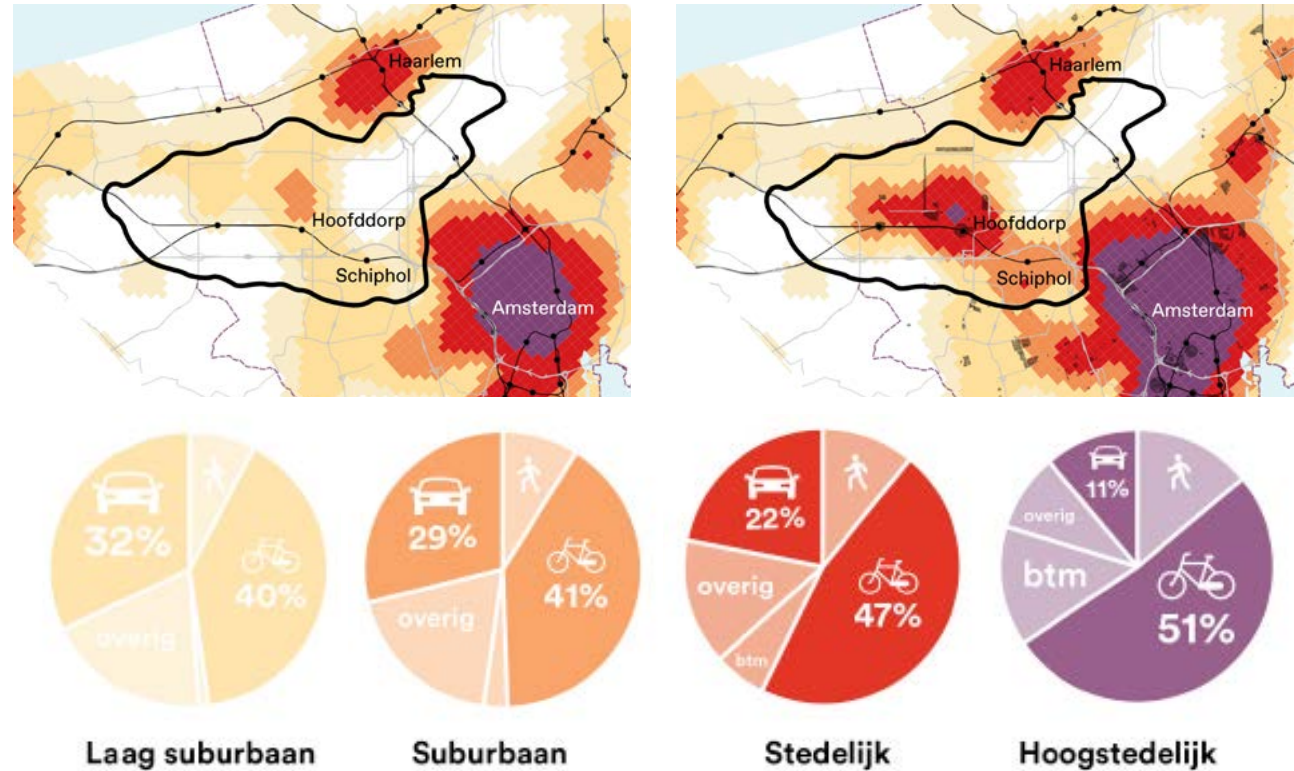 Haarlem
Hoofddorp
Schiphol
Amsterdam
Haarlem
Hoofddorp
Schiphol
Amsterdam
32%
40%
overig
29%
41%
overig
22%
47%
overig
btm
11%
51%
overig
btm
Laag suburbaan
Suburbaan
Stedelijk
Hoogstedelijk